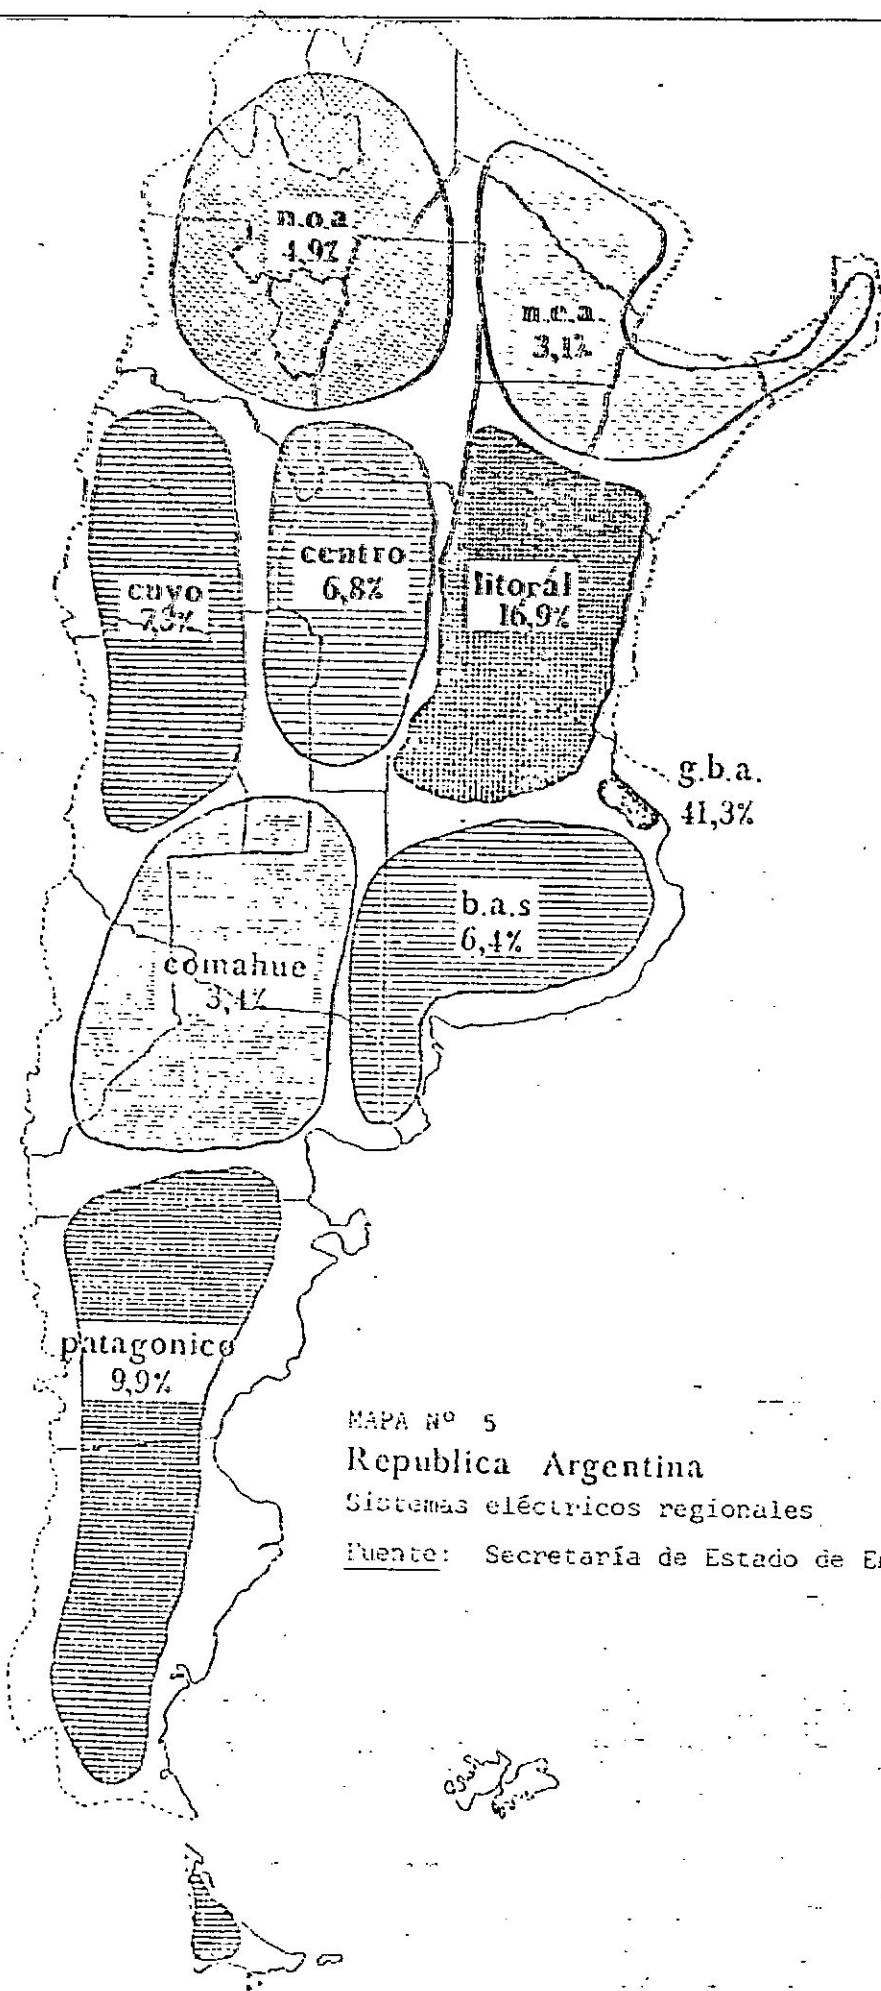 n.o.a
4,9%
n.e.a.
3,1%
centro
6,8%
litorál
16,9%
cuyo
7,3%
g.b.a.
41,3%
b.a.s
6,4%
comahue
3,4%
patagonico
9,9%
MAPA Nº 5
Republica Argentina
Sistemas eléctricos regionales
Fuente: Secretaría de Estado de